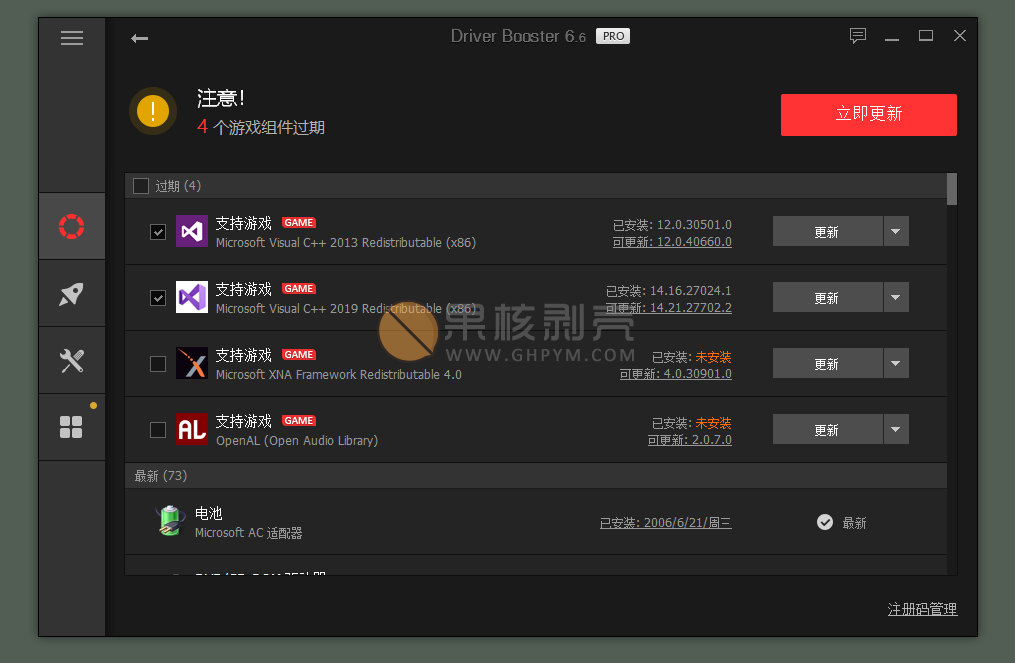 Driver Booster 6.6 PRO
注意！
4 个游戏组件过期
立即更新
过期 (4)
支持游戏 GAME
Microsoft Visual C++ 2013 Redistributable (x86)
已安装: 12.0.30501.0
可更新: 12.0.40660.0
更新
支持游戏 GAME
Microsoft Visual C++ 2019 Redistributable (x86)
已安装: 14.16.27024.1
可更新: 14.21.27702.2
更新
果核剥壳
WWW.GHPYM.COM
支持游戏 GAME
Microsoft XNA Framework Redistributable 4.0
已安装: 未安装
可更新: 4.0.30901.0
更新
AL
支持游戏 GAME
OpenAL (Open Audio Library)
已安装: 未安装
可更新: 2.0.7.0
更新
最新 (73)
电池
Microsoft AC 适配器
已安装: 2006/6/21/周三
最新
注册码管理